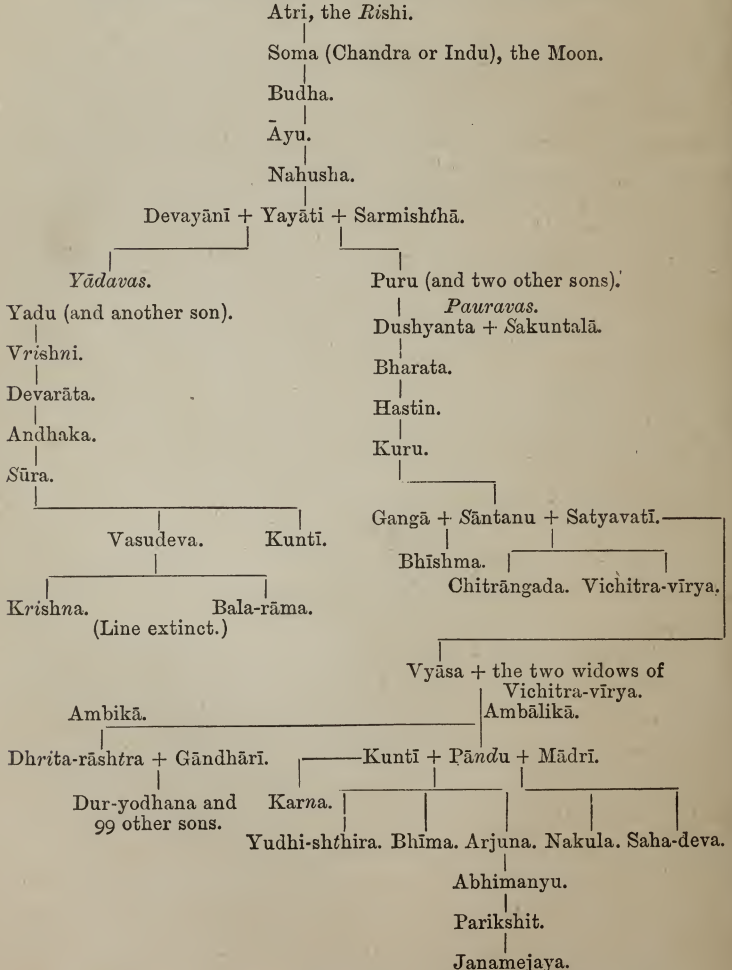 Atri, the Rishi.
Soma (Chandra or Indu), the Moon.
Budha.
Āyu.
Nahusha.
Devayānī + Yayāti + Sarmishthā.
Yādavas.
Puru (and two other sons).
Yadu (and another son).
Pauravas.
Dushyanta + Sakuntalā.
Vrishni.
Bharata.
Devarāta.
Hastin.
Andhaka.
Kuru.
Sūra.
Gangā + Sāntanu + Satyavatī.
Vasudeva. Kuntī.
Bhīshma.
Chitrāngada. Vichitra-vīrya.
Krishna. Bala-rāma.
(Line extinct.)
Vyāsa + the two widows of
Vichitra-vīrya.
Ambikā. Ambālikā.
Dhrita-rāshtra + Gāndhārī. Kuntī + Pāndu + Mādrī.
Dur-yodhana and Karna.
99 other sons.
Yudhi-shthira. Bhīma. Arjuna. Nakula. Saha-deva.
Abhimanyu.
Parikshit.
Janamejaya.